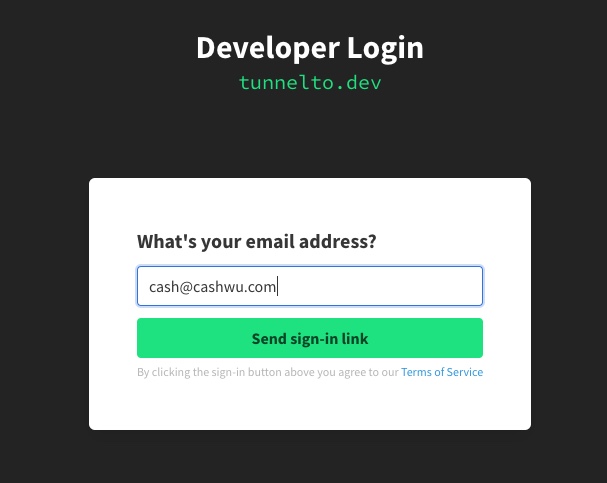 Developer Login
tunnelto.dev
What's your email address?
cash@cashwu.com
Send sign-in link
By clicking the sign-in button above you agree to our Terms of Service